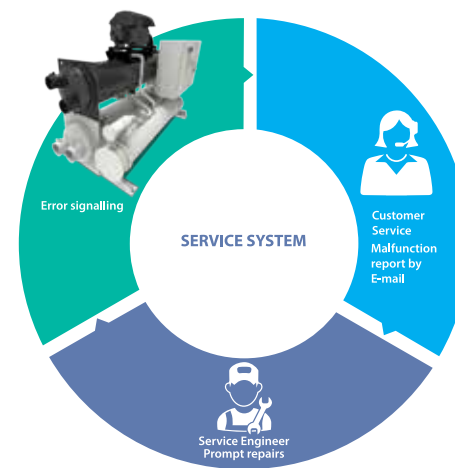 Error signalling
SERVICE SYSTEM
Customer
Service
Malfunction
report by
E-mail
Service Engineer
Prompt repairs